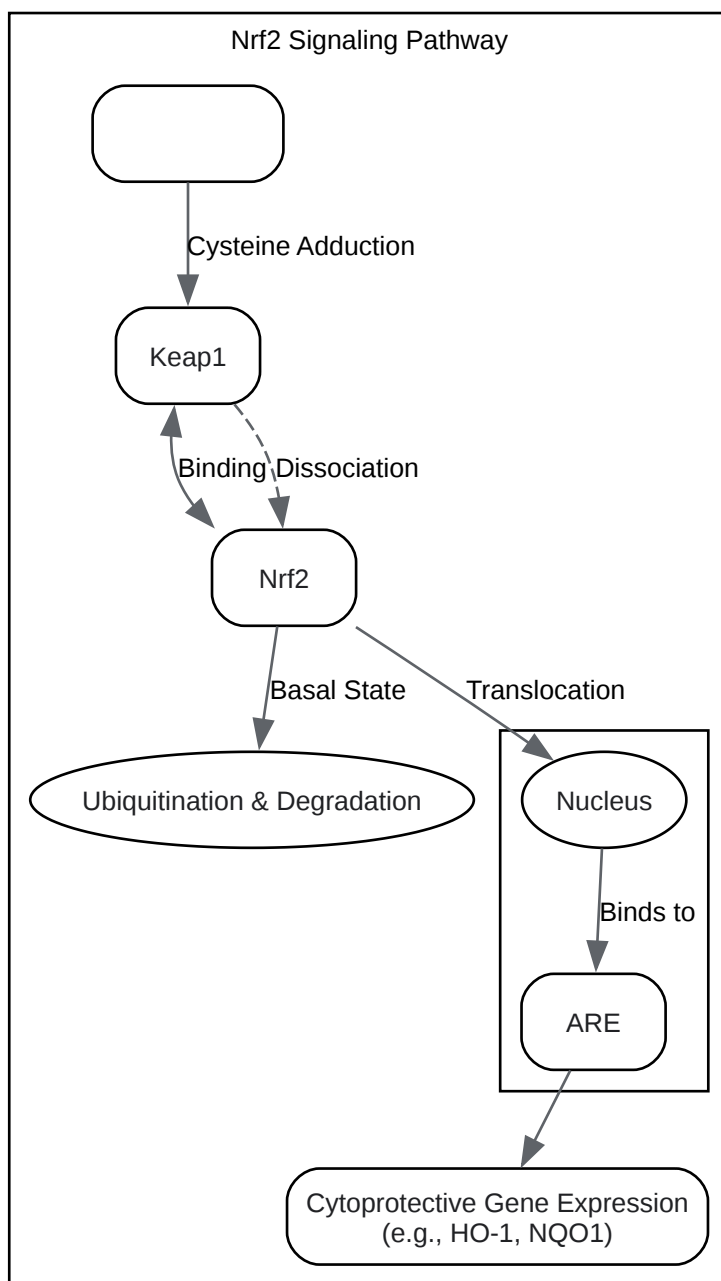 Nrf2 Signaling Pathway
Cysteine Adduction
Keap1
Binding
Dissociation
Nrf2
Basal State
Translocation
Ubiquitination & Degradation
Nucleus
Binds to
ARE
Cytoprotective Gene Expression
(e.g., HO-1, NQO1)